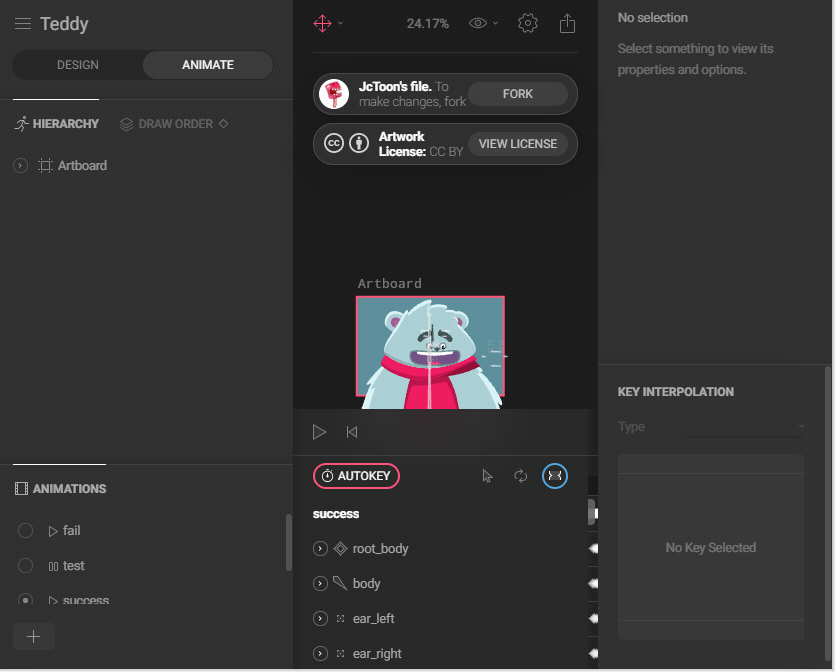 Teddy
DESIGN
ANIMATE
HIERARCHY
DRAW ORDER
Artboard
ANIMATIONS
fail
test
success
24.17%
JcToon's file. To
make changes, fork
FORK
CC
Artwork
License: CC BY
VIEW LICENSE
Artboard
AUTOKEY
success
root_body
body
ear_left
ear_right
No selection
Select something to view its
properties and options.
KEY INTERPOLATION
Type
No Key Selected